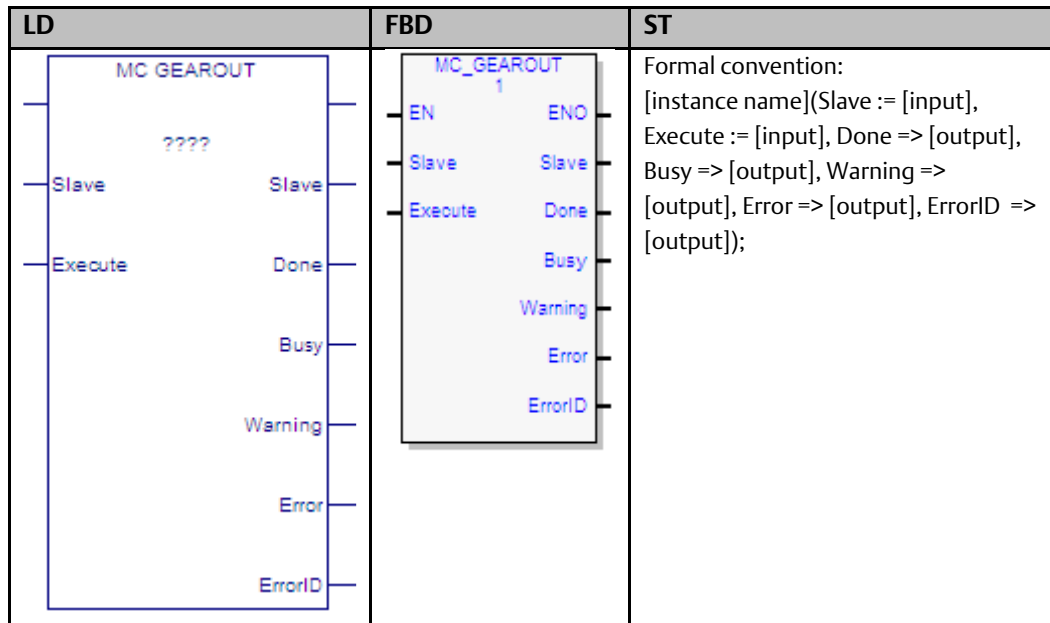 LD
FBD
ST
MC GEAROUT
????
Slave Slave
Execute Done
Busy
Warning
Error
ErrorID
MC_GEAROUT
1
EN ENO
Slave Slave
Execute Done
Busy
Warning
Error
ErrorID
Formal convention:
[instance name](Slave := [input],
Execute := [input], Done => [output],
Busy => [output], Warning =>
[output], Error => [output], ErrorID =>
[output]);